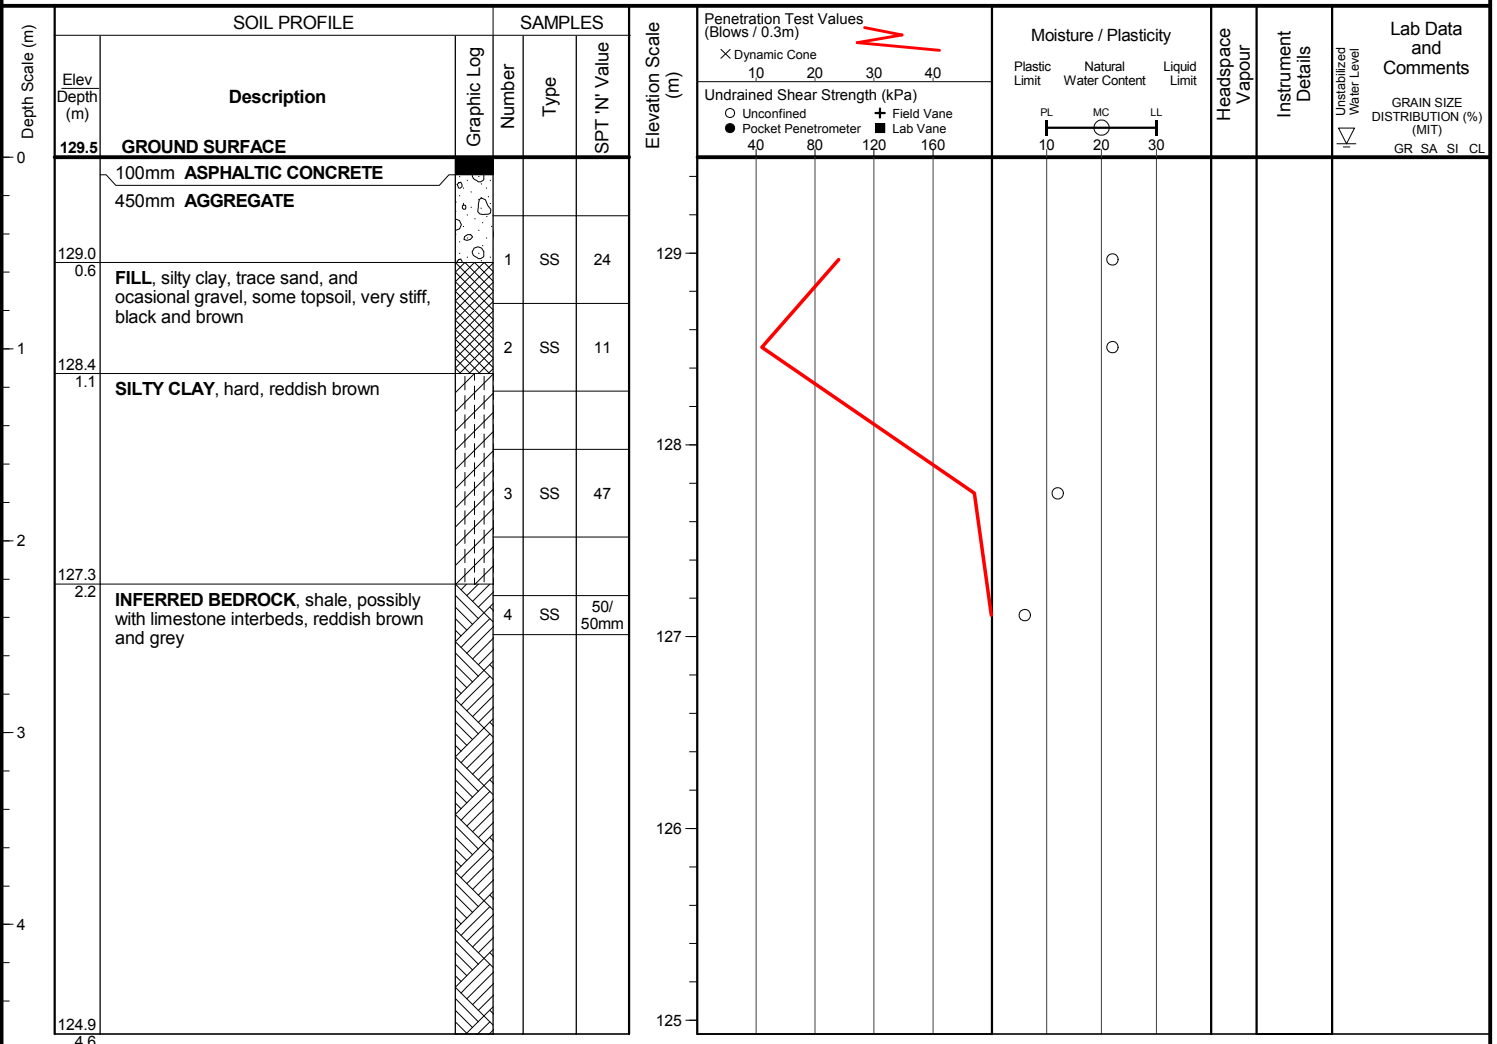 SOIL PROFILE
SAMPLES
Depth Scale (m)
Elev
Depth
(m)
Description
Graphic Log
Number
Type
SPT 'N' Value
Elevation Scale
(m)
Penetration Test Values
(Blows / 0.3m)
× Dynamic Cone
10 20 30 40
Undrained Shear Strength (kPa)
Unconfined
Field Vane
Pocket Penetrometer
Lab Vane
40 80 120 160
Moisture / Plasticity
Plastic
Limit
Natural
Water Content
Liquid
Limit
PL MC LL
10 20 30
Headspace
Vapour
Instrument
Details
Unstabilized
Water Level
Lab Data
and
Comments
GRAIN SIZE
DISTRIBUTION (%)
(MIT)
GR SA SI CL
129.5 GROUND SURFACE
0
100mm ASPHALTIC CONCRETE
450mm AGGREGATE
129.0
0.6
FILL, silty clay, trace sand, and
ocasional gravel, some topsoil, very stiff,
black and brown
1 SS 24
129
1
2 SS 11
128.4
1.1
SILTY CLAY, hard, reddish brown
128
3 SS 47
2
127.3
2.2
INFERRED BEDROCK, shale, possibly
with limestone interbeds, reddish brown
and grey
4 SS 50/
50mm
127
3
126
4
124.9
4.6
125